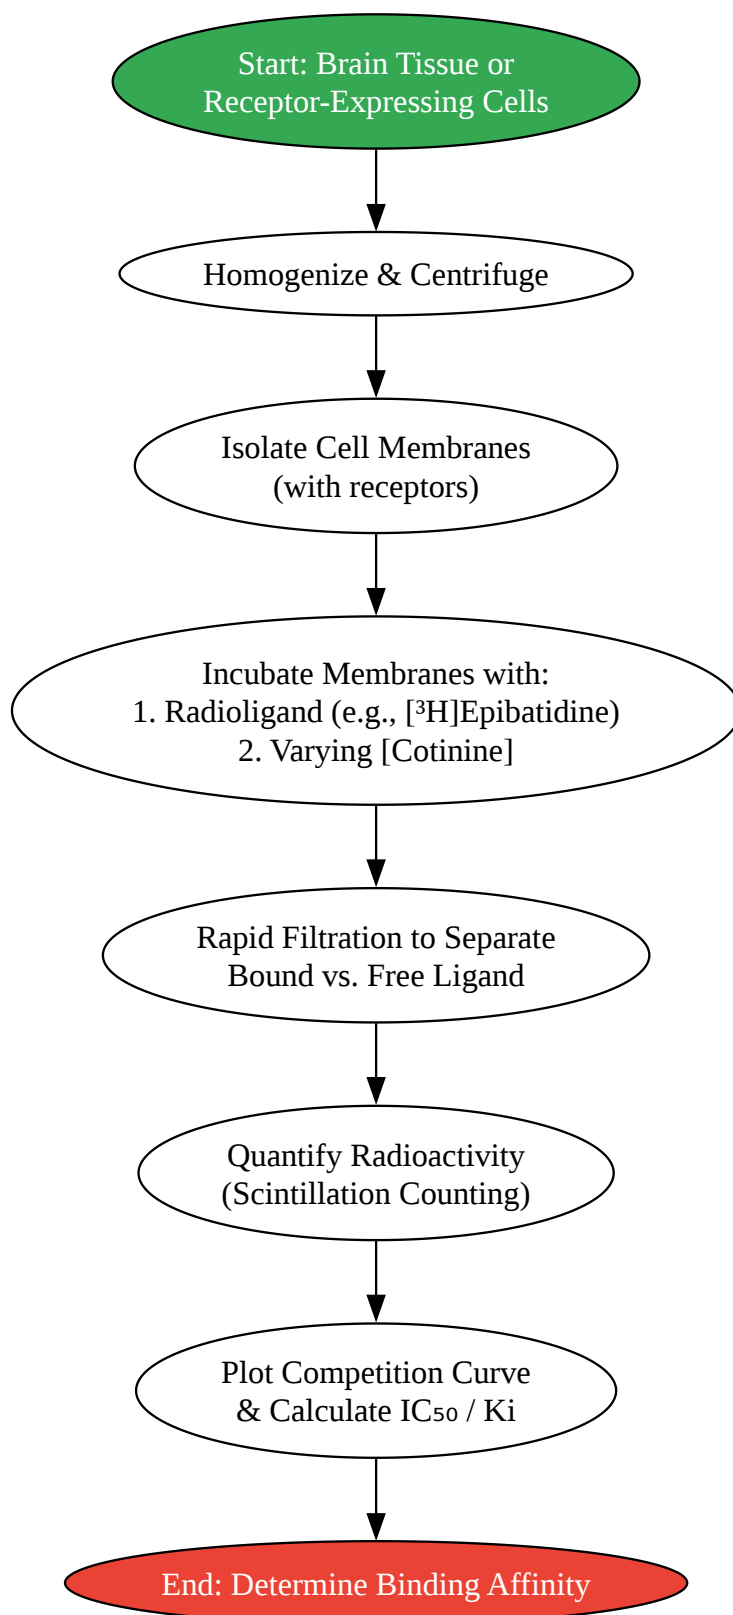 Start: Brain Tissue or
Receptor-Expressing Cells
Homogenize & Centrifuge
Isolate Cell Membranes
(with receptors)
Incubate Membranes with:
1. Radioligand (e.g., [³H]Epibatidine)
2. Varying [Cotinine]
Rapid Filtration to Separate
Bound vs. Free Ligand
Quantify Radioactivity
(Scintillation Counting)
Plot Competition Curve
& Calculate IC₅₀ / Ki
End: Determine Binding Affinity